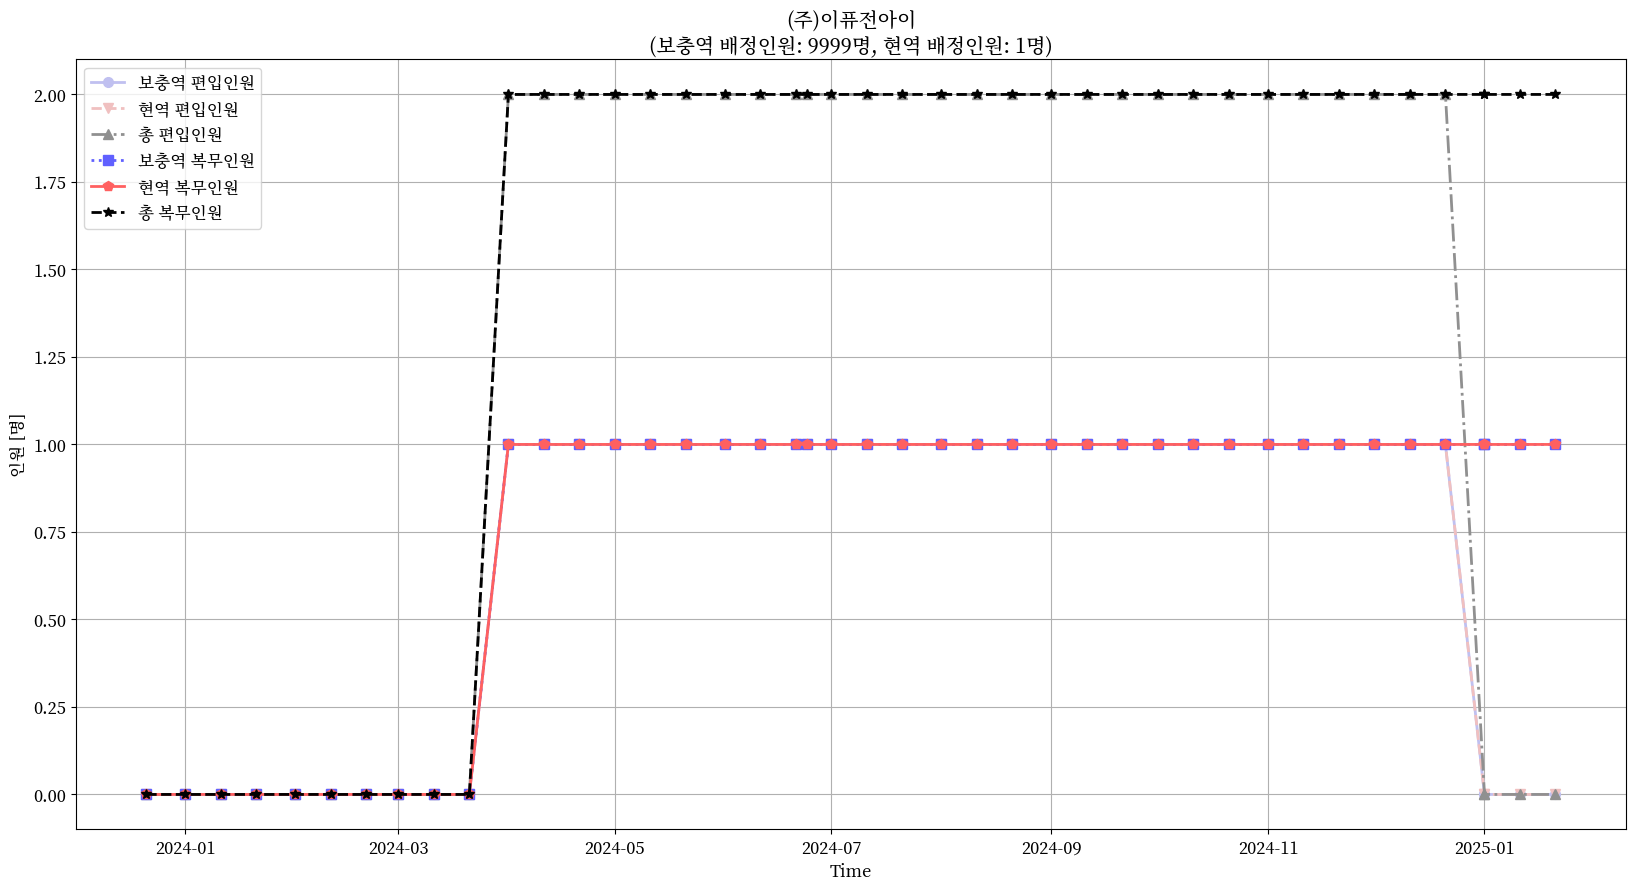 (주)이퓨전아이
(보충역 배정인원: 9999명, 현역 배정인원: 1명)
보충역 편입인원
현역 편입인원
총 편입인원
보충역 복무인원
현역 복무인원
총 복무인원
2.00
1.75
1.50
1.25
1.00
0.75
0.50
0.25
0.00
인원 [명]
2024-01
2024-03
2024-05
2024-07
2024-09
2024-11
2025-01
Time